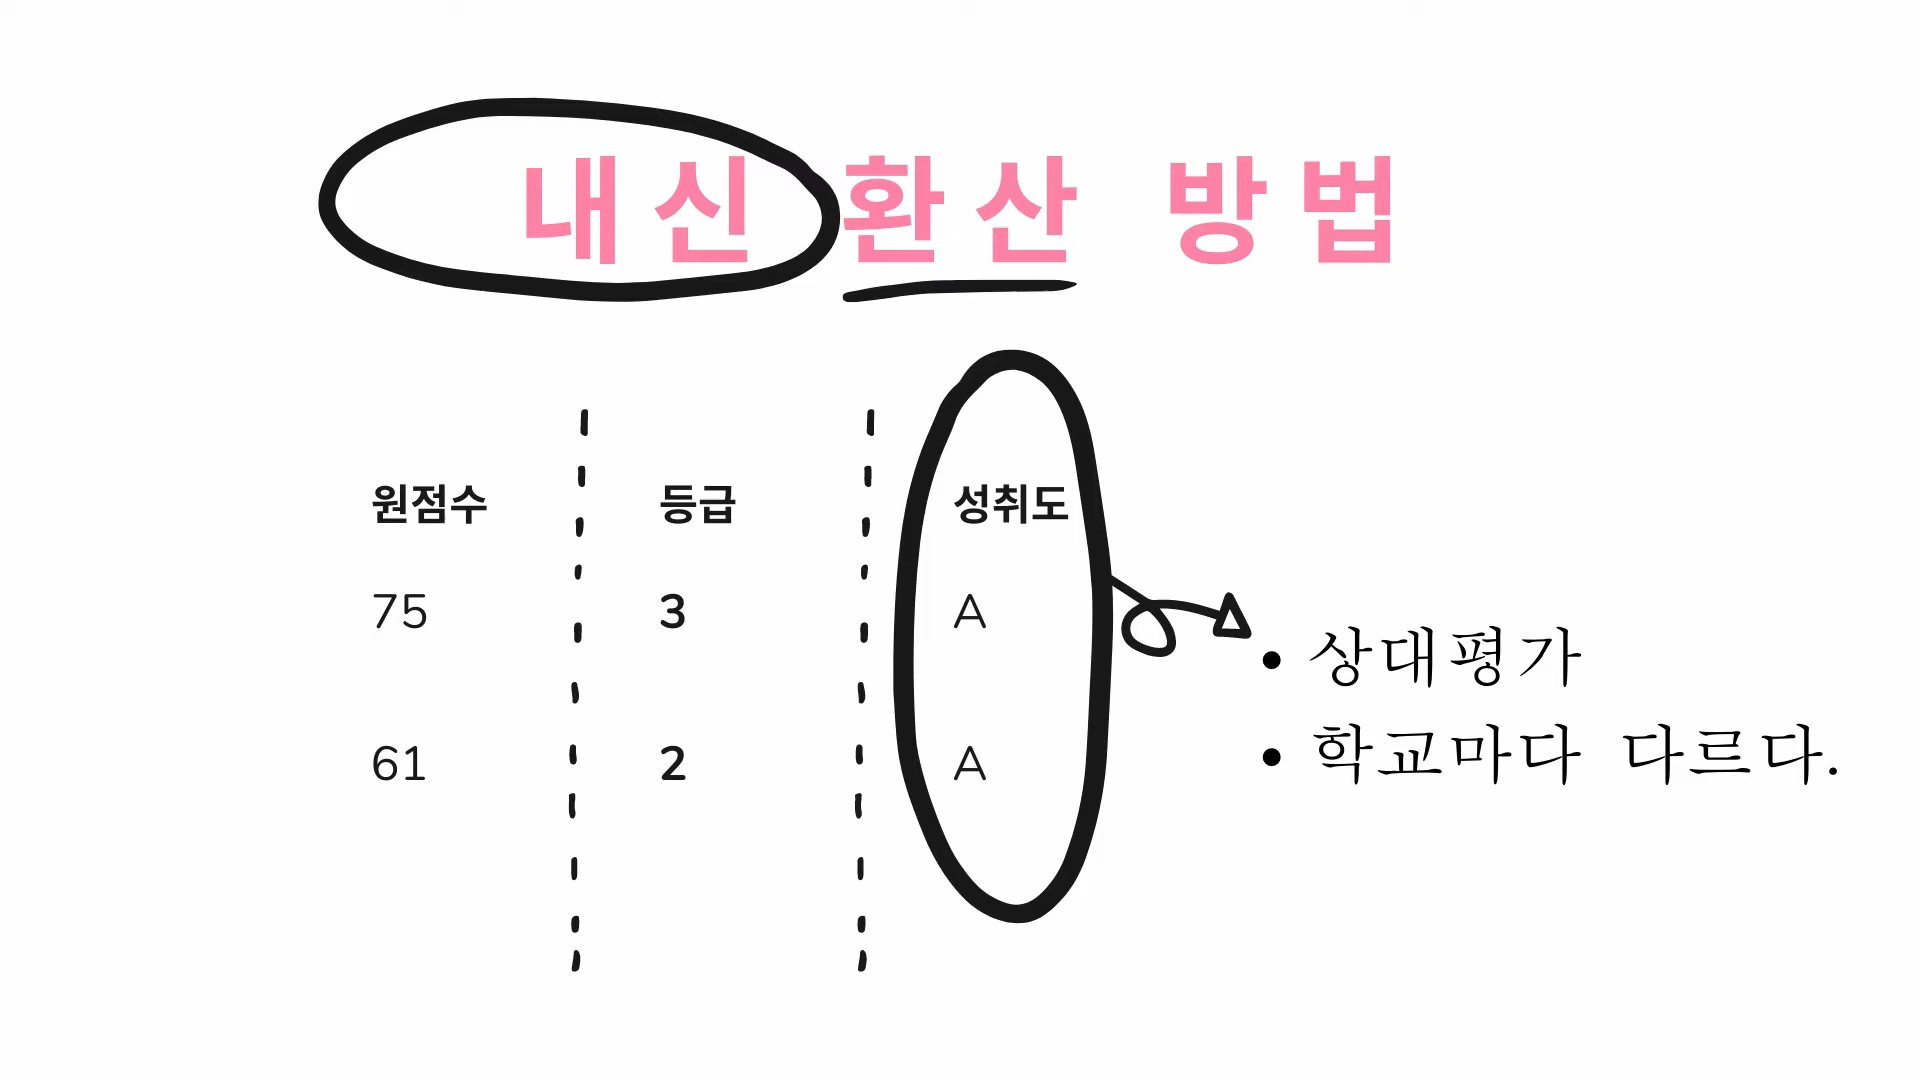 내신 환산 방법
원점수 등급 성취도
75 3 A
61 2 A
• 상대평가
• 학교마다 다르다.